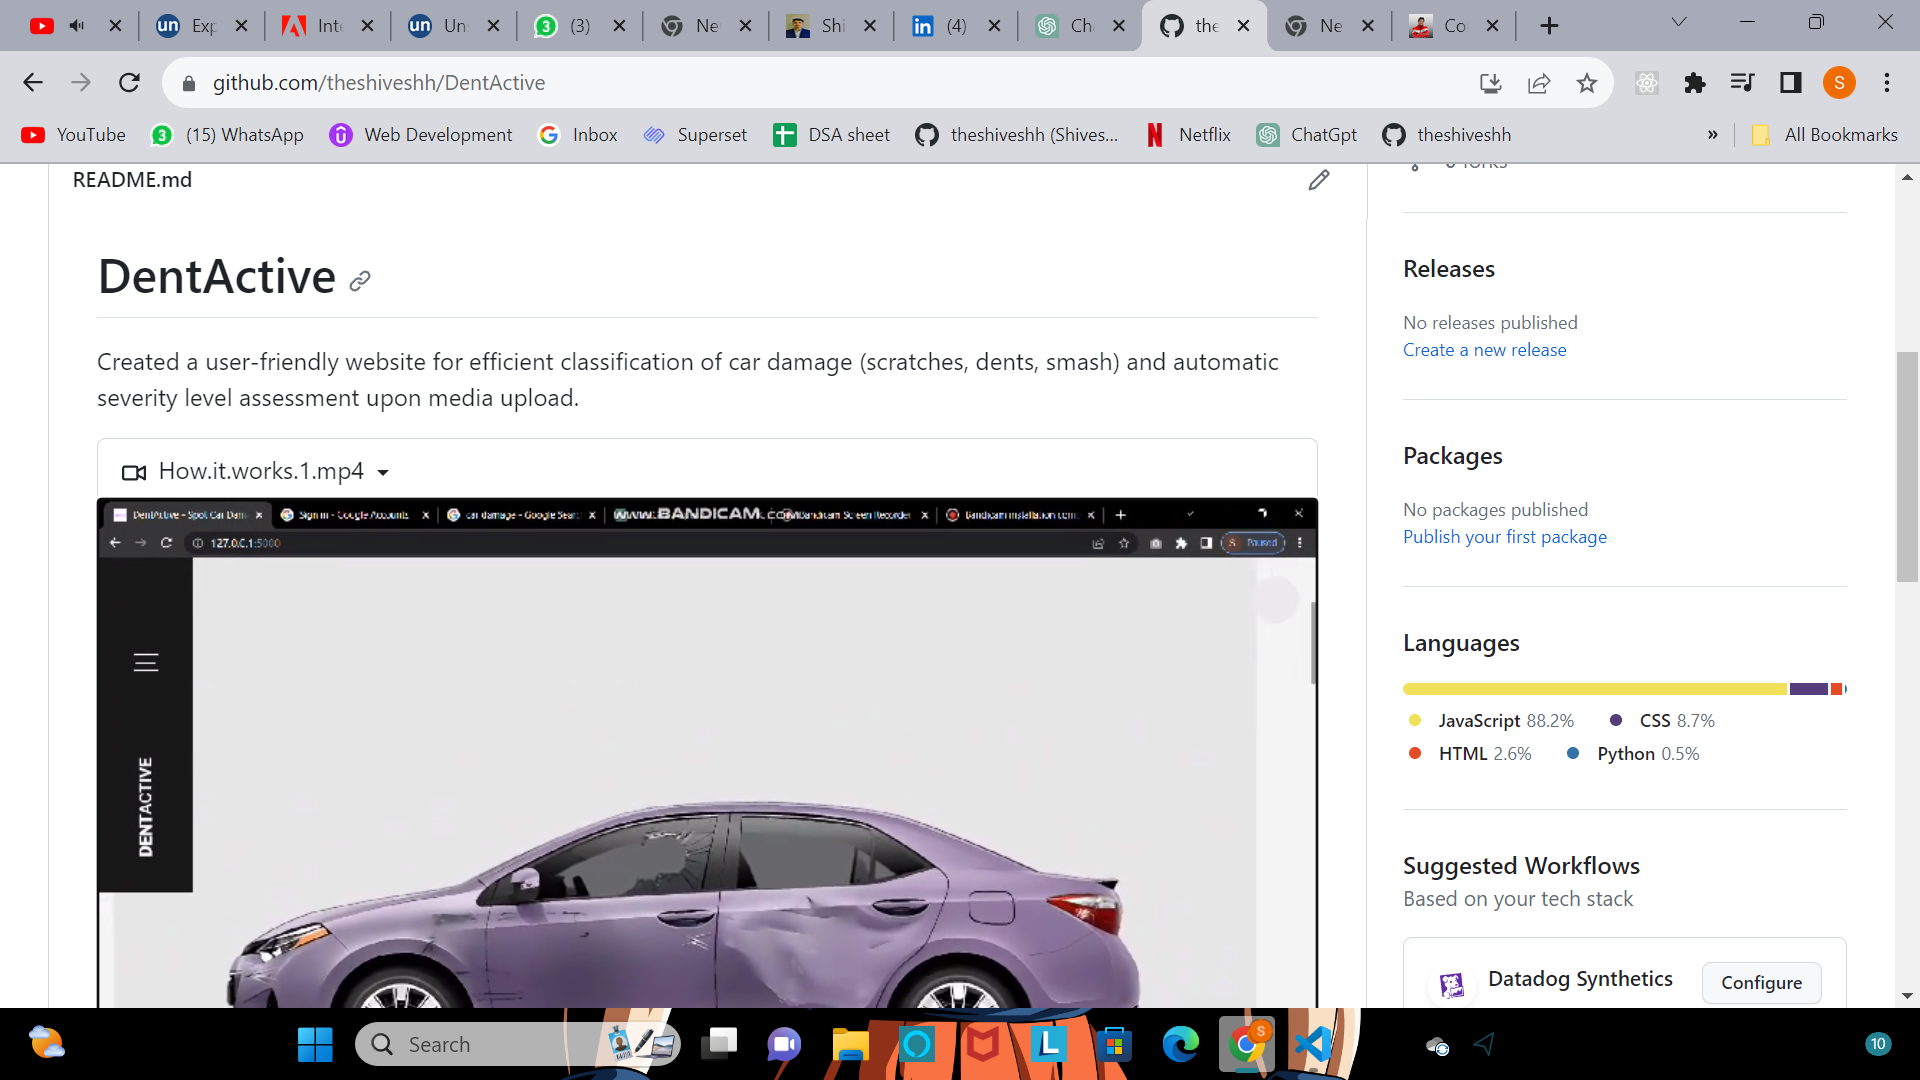 Exp
Inte
Un
(3)
Ne
Shi
(4)
Ch
the
Ne
Co
github.com/theshiveshh/DentActive
S
YouTube
(15) WhatsApp
Web Development
Inbox
Superset
DSA sheet
theshiveshh (Shives...
Netflix
ChatGpt
theshiveshh
»
All Bookmarks
README.md
DentActive
Created a user-friendly website for efficient classification of car damage (scratches, dents, smash) and automatic
severity level assessment upon media upload.
How.it.works.1.mp4
DentActive - Spot Car Dam
Sign in - Google Accounts
car damage - Google Sear
WWW.BANDICAM.COM
Bandicam Screen Recorder
127.0.0.1:5000
S Paused
DENTACTIVE
0 forks
Releases
No releases published
Create a new release
Packages
No packages published
Publish your first package
Languages
JavaScript 88.2%
CSS 8.7%
HTML 2.6%
Python 0.5%
Suggested Workflows
Based on your tech stack
Datadog Synthetics
Configure
Search
L
S
10